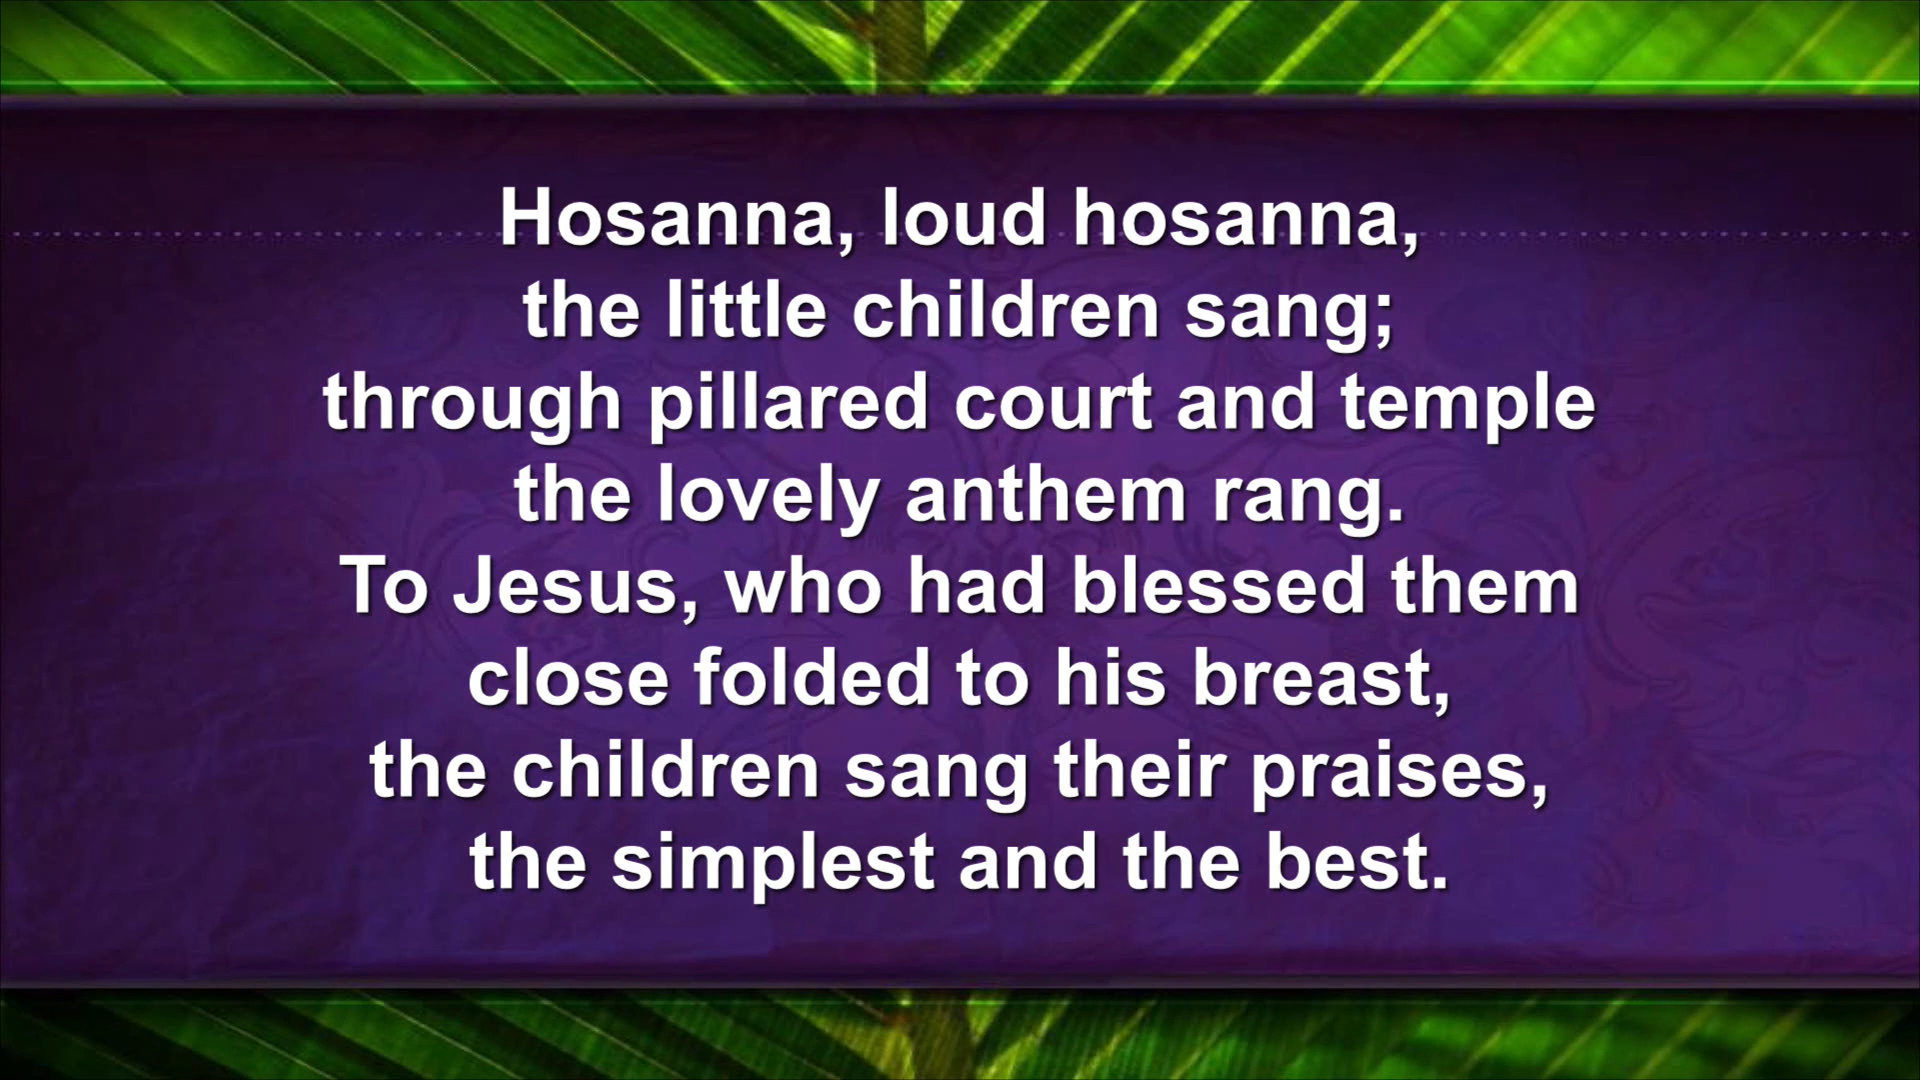 Hosanna, loud hosanna,
the little children sang;
through pillared court and temple
the lovely anthem rang.
To Jesus, who had blessed them
close folded to his breast,
the children sang their praises,
the simplest and the best.